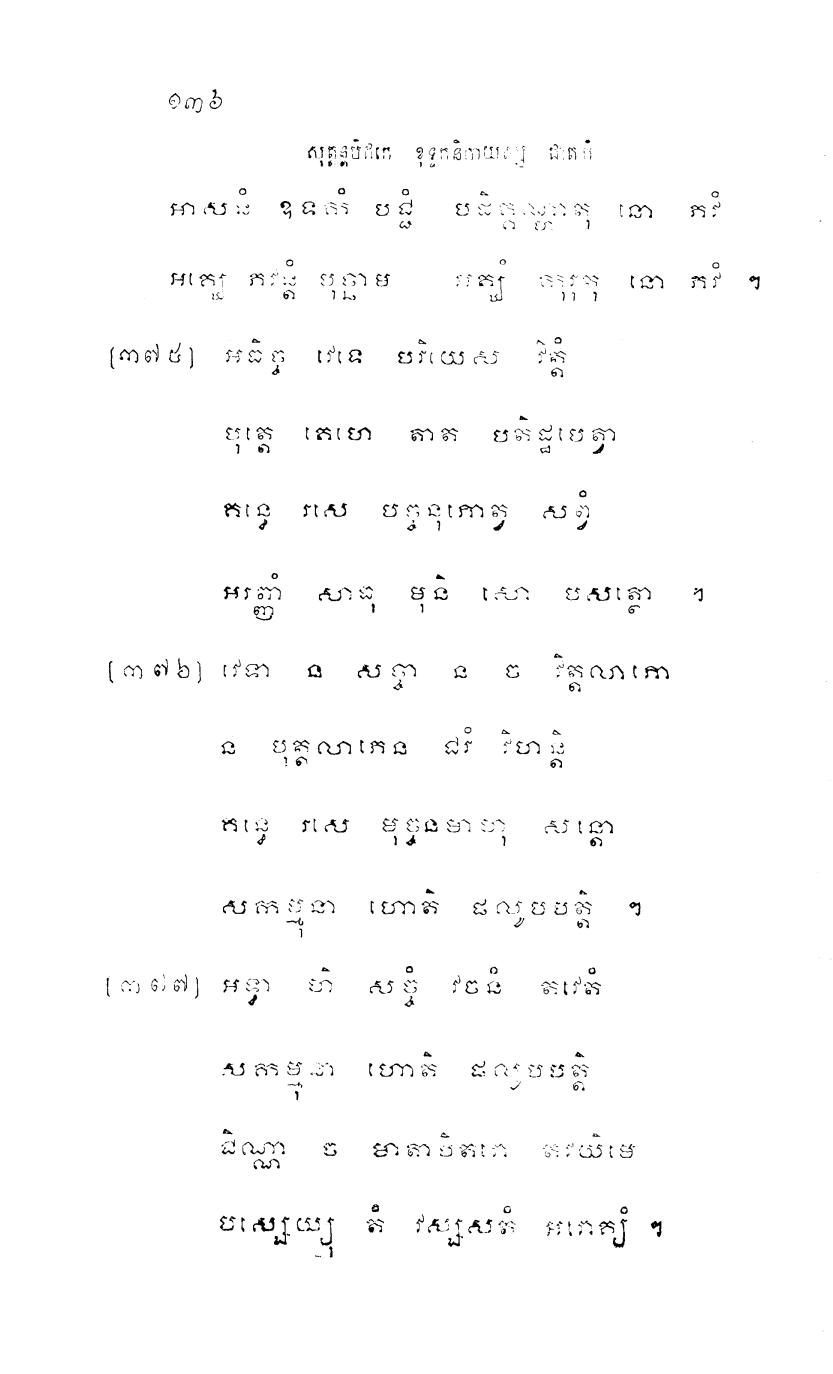 ១៣៦
សុត្តន្តបិដកេ ខុទ្ទកនិកាយស្ស ជាតកំ
អាសនំ ឧទកំ បជ្ជំ បដិគ្គណ្ហាតុ នោ ភវំ
អគ្ឃេ ភវន្តំ បុច្ឆាម អគ្ឃំ កុរុតុ នោ ភវំ ។
[៣៧៥] អធិច្ច វេទេ បរិយេស វិត្តំ
បុត្តេ គេហេ តាត បតិដ្ឋបេត្វា
គន្ធេ រសេ បច្ចនុភោត្វ សព្វំ
អរញ្ញំ សាធុ មុនិ សោ បសត្ថោ ។
[៣៧៦] វេទា ន សច្ចា ន ច វិត្តលាភោ
ន បុត្តលាភេន ជរំ វិហន្តិ
គន្ធេ រសេ មុច្ចនមាហុ សន្តោ
សកម្មុនា ហោតិ ផលូបបត្តិ ។
[៣៧៧] អទ្ធា ហិ សច្ចំ វចនំ តវេតំ
សកម្មុនា ហោតិ ផលូបបត្តិ
ជិណ្ណា ច មាតាបិតរោ តវយិមេ
បស្សេយ្យុ តំ វស្សសតំ អរោគ្យំ ។